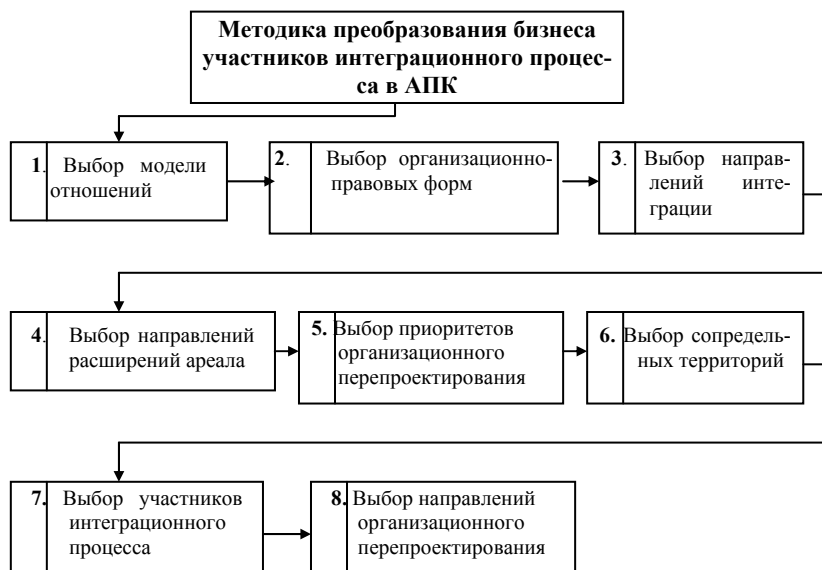 Методика преобразования бизнеса
участников интеграционного процес-
са в АПК
1. Выбор модели
отношений
2. Выбор организационно-
правовых форм
3. Выбор направ-
лений инте-
грации
4. Выбор направлений
расширений ареала
5. Выбор приоритетов
организационного
перепроектирования
6. Выбор сопредель-
ных территорий
7. Выбор участников
интеграционного
процесса
8. Выбор направлений
организационного
перепроектирования